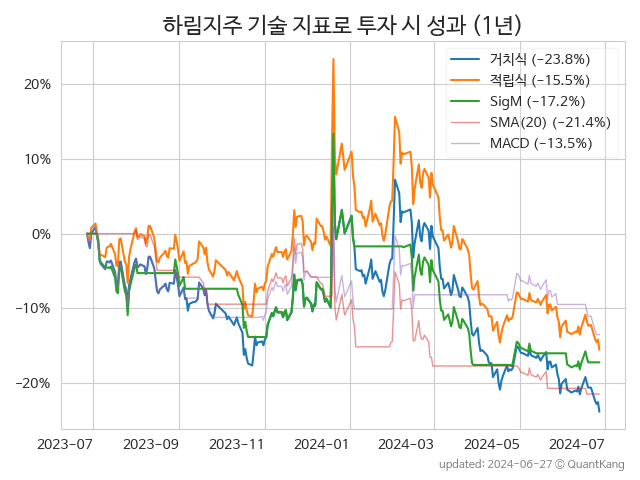 하림지주 기술 지표로 투자 시 성과 (1년)
거치식 (−23.8%)
적립식 (−15.5%)
SigM (−17.2%)
SMA(20) (−21.4%)
MACD (−13.5%)
20%
10%
0%
−10%
−20%
2023-07 2023-09 2023-11 2024-01 2024-03 2024-05 2024-07
updated: 2024-06-27 © QuantKang